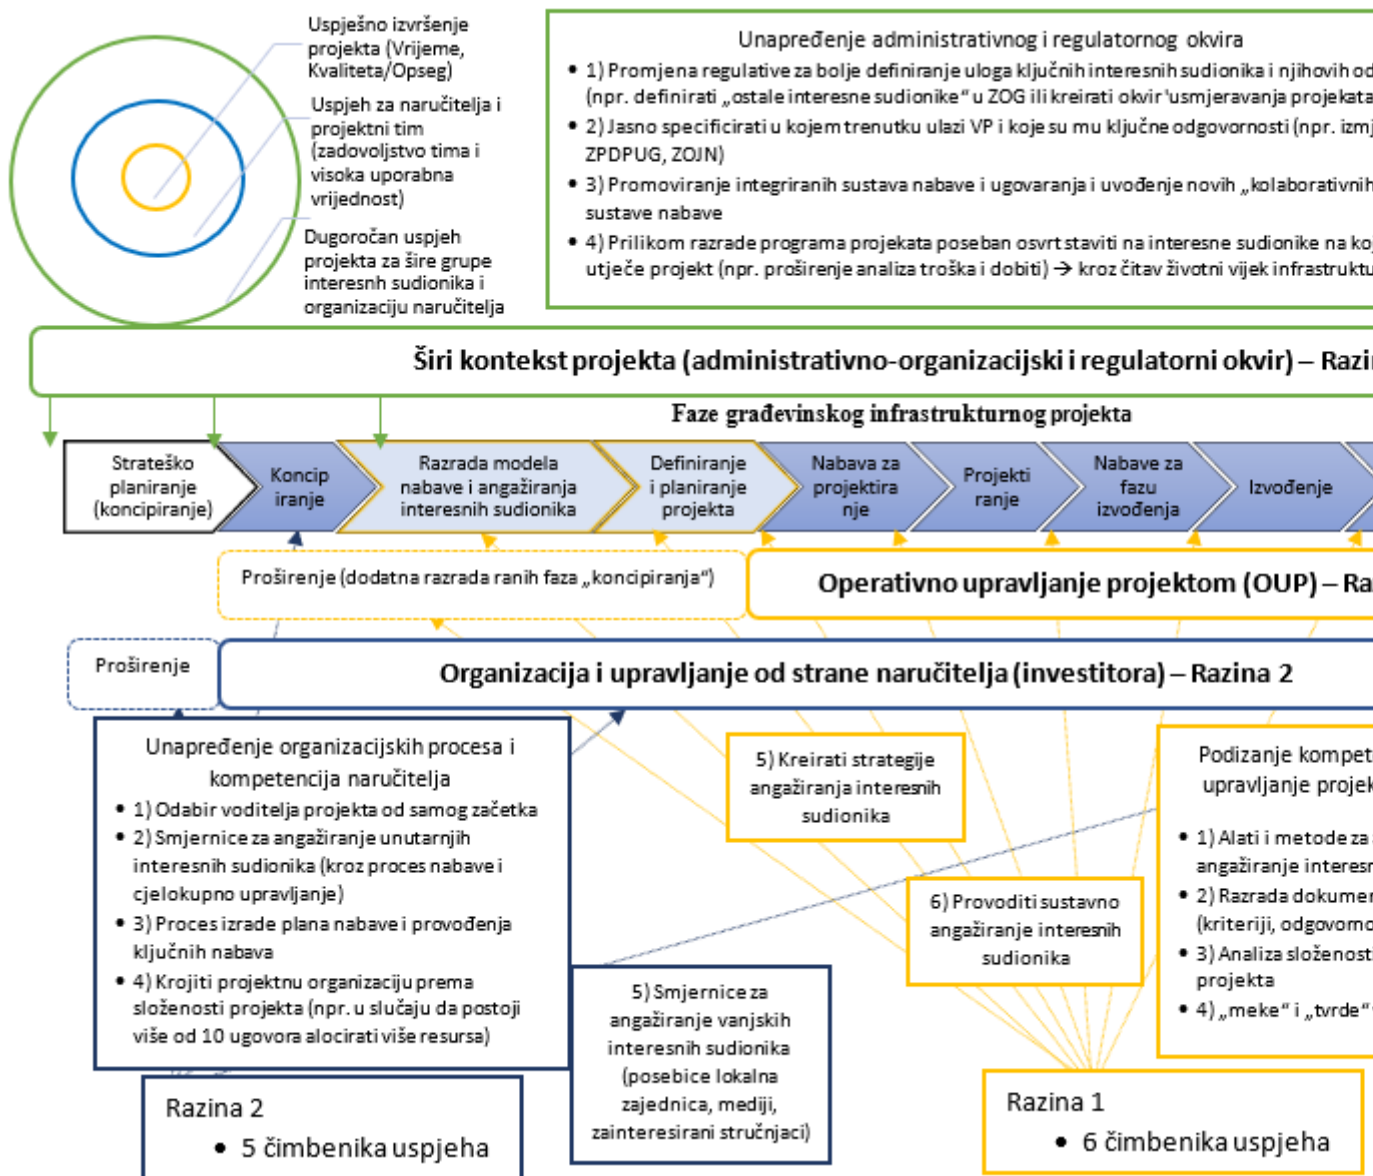 Uspješno izvršenje
projekta (Vrijeme,
Kvaliteta/Opseg)
Uspjeh za naručitelja i
projektni tim
(zadovoljstvo tima i
visoka uporabna
vrijednost)
Dugoročan uspjeh
projekta za šire grupe
interesnh sudionika i
organizaciju naručitelja
Unapređenje administrativnog i regulatornog okvira
• 1) Promjena regulative za bolje definiranje uloga ključnih interesnih sudionika i njihovih od
(npr. definirati „ostale interesne sudionike“ u ZOG ili kreirati okvir 'usmjeravanja projekata
• 2) Jasno specificirati u kojem trenutku ulazi VP i koje su mu ključne odgovornosti (npr. izmj
ZPDPUG, ZOJN)
• 3) Promoviranje integriranih sustava nabave i ugovaranja i uvođenje novih „kolaborativnih
sustave nabave
• 4) Prilikom razrade programa projekata poseban osvrt staviti na interesne sudionike na koj
utječe projekt (npr. proširenje analiza troška i dobiti) → kroz čitav životni vijek infrastruktu
Širi kontekst projekta (administrativno-organizacijski i regulatorni okvir) – Razi
Faze građevinskog infrastrukturnog projekta
Strateško
planiranje
(koncipiranje)
Koncip
iranje
Razrada modela
nabave i angažiranja
interesnih sudionika
Definiranje
i planiranje
projekta
Nabava za
projektira
nje
Projekti
ranje
Nabave za
fazu
izvođenja
Izvođenje
Proširenje (dodatna razrada ranih faza „koncipiranja“)
Operativno upravljanje projektom (OUP) – Ra
Proširenje
Organizacija i upravljanje od strane naručitelja (investitora) – Razina 2
Unapređenje organizacijskih procesa i
kompetencija naručitelja
• 1) Odabir voditelja projekta od samog začetka
• 2) Smjernice za angažiranje unutarnjih
interesnih sudionika (kroz proces nabave i
cjelokupno upravljanje)
• 3) Proces izrade plana nabave i provođenja
ključnih nabava
• 4) Krojiti projektnu organizaciju prema
složenosti projekta (npr. u slučaju da postoji
više od 10 ugovora alocirati više resursa)
5) Kreirati strategije
angažiranja interesnih
sudionika
6) Provoditi sustavno
angažiranje interesnih
sudionika
Podizanje kompet
upravljanje projek
• 1) Alati i metode za
angažiranje interesn
• 2) Razrada dokumen
(kriteriji, odgovorno
• 3) Analiza složenosti
projekta
• 4) „meke“ i „tvrde“
5) Smjernice za
angažiranje vanjskih
interesnih sudionika
(posebice lokalna
zajednica, mediji,
zainteresirani stručnjaci)
Razina 2
• 5 čimbenika uspjeha
Razina 1
• 6 čimbenika uspjeha